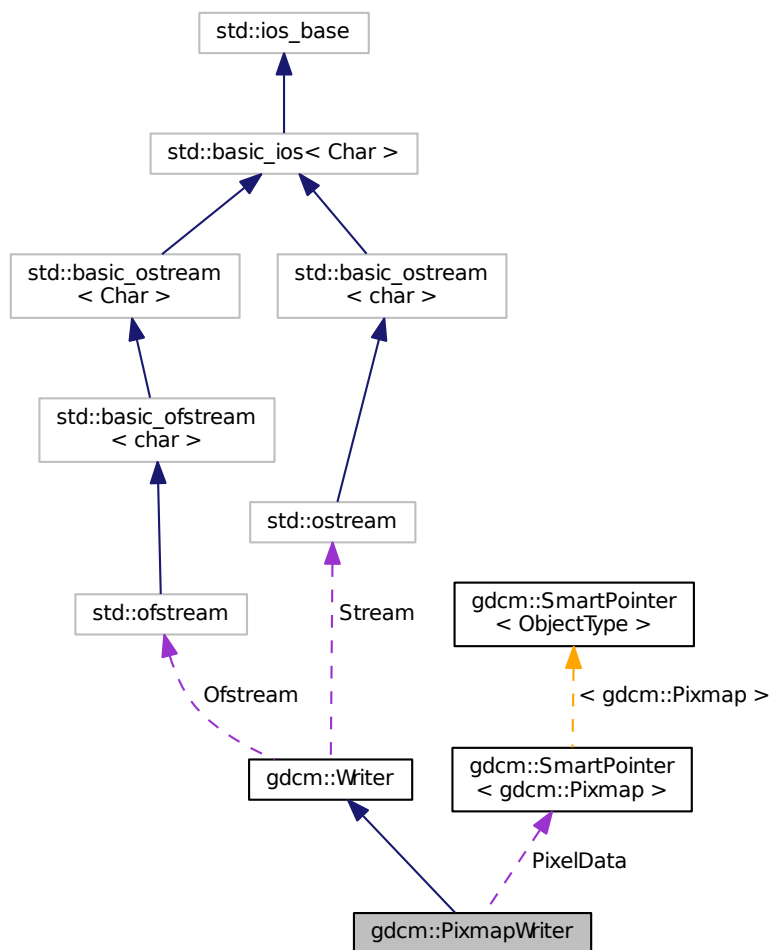 std::ios_base
std::basic_ios< Char >
std::basic_ostream
< Char >
std::basic_ostream
< char >
std::basic_ofstream
< char >
std::ostream
std::ofstream
Stream
gdcm::SmartPointer
< ObjectType >
Ofstream
< gdcm::Pixmap >
gdcm::Writer
gdcm::SmartPointer
< gdcm::Pixmap >
PixelData
gdcm::PixmapWriter